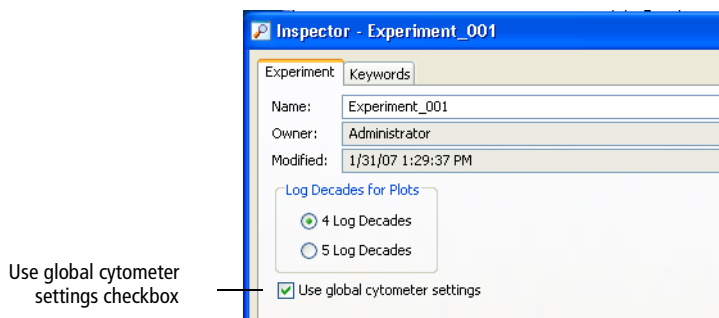 Inspector - Experiment_001
Experiment Keywords
Name: Experiment_001
Owner: Administrator
Modified: 1/31/07 1:29:37 PM
Log Decades for Plots
4 Log Decades
5 Log Decades
Use global cytometer settings
Use global cytometer
settings checkbox